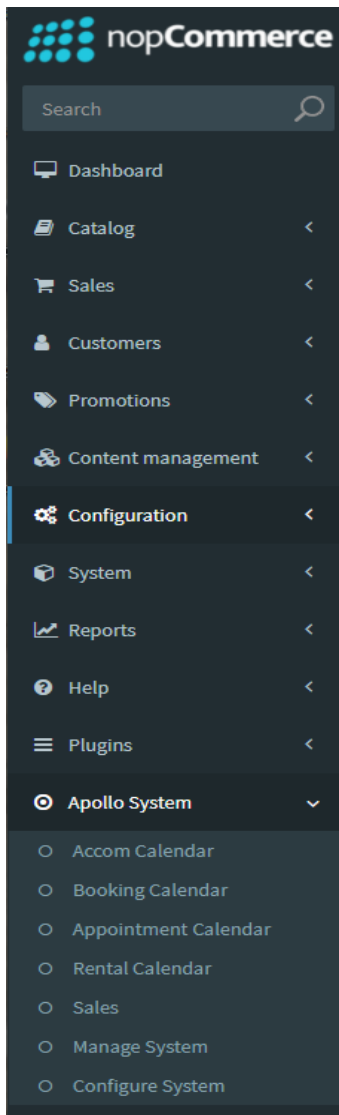 nopCommerce
Search
Dashboard
Catalog
Sales
Customers
Promotions
Content management
Configuration
System
Reports
Help
Plugins
Apollo System
Accom Calendar
Booking Calendar
Appointment Calendar
Rental Calendar
Sales
Manage System
Configure System